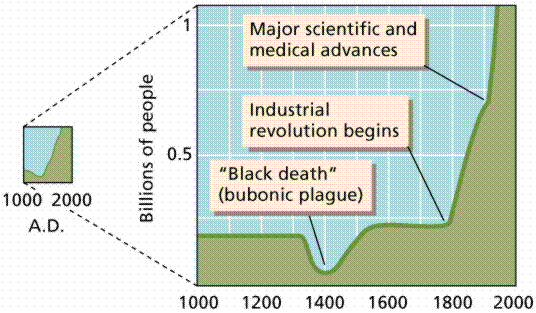 Billions of people
1
0.5
Major scientific and
medical advances
Industrial
revolution begins
“Black death”
(bubonic plague)
1000 1200 1400 1600 1800 2000
1000 2000
A.D.